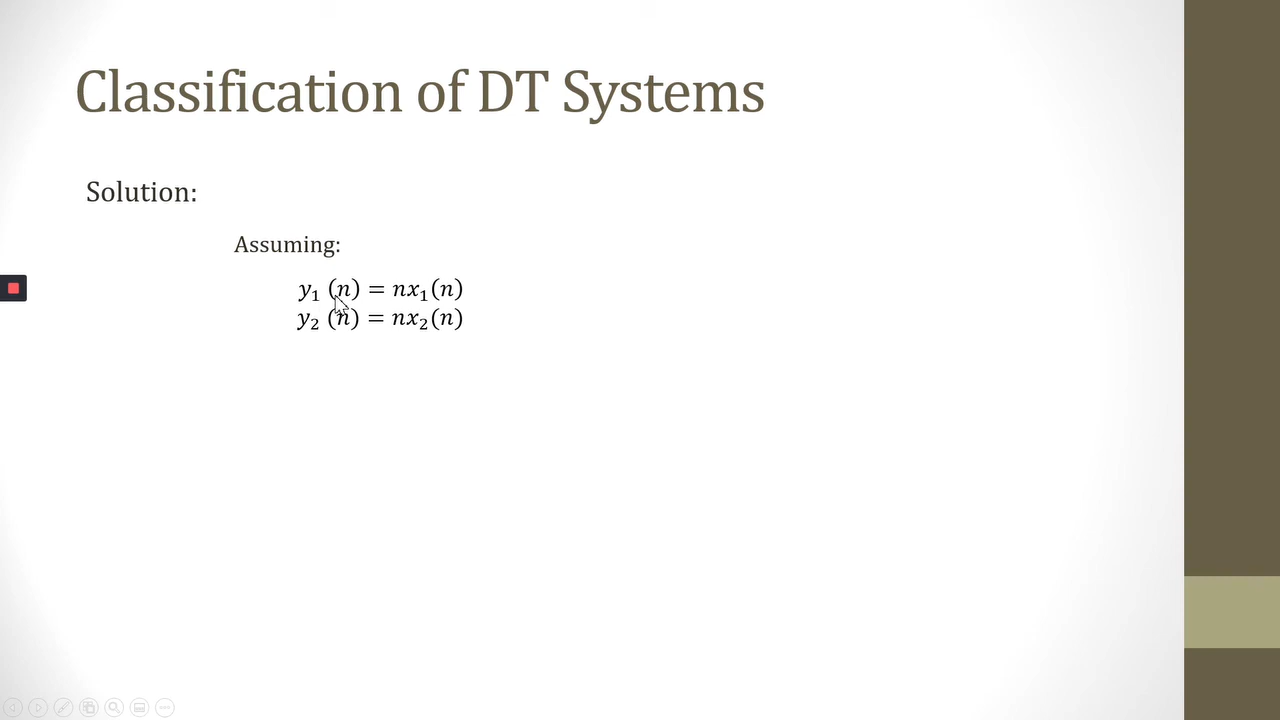 Classification of DT Systems
Solution:
Assuming:
y₁ (n) = nx₁(n)
y₂ (n) = nx₂(n)